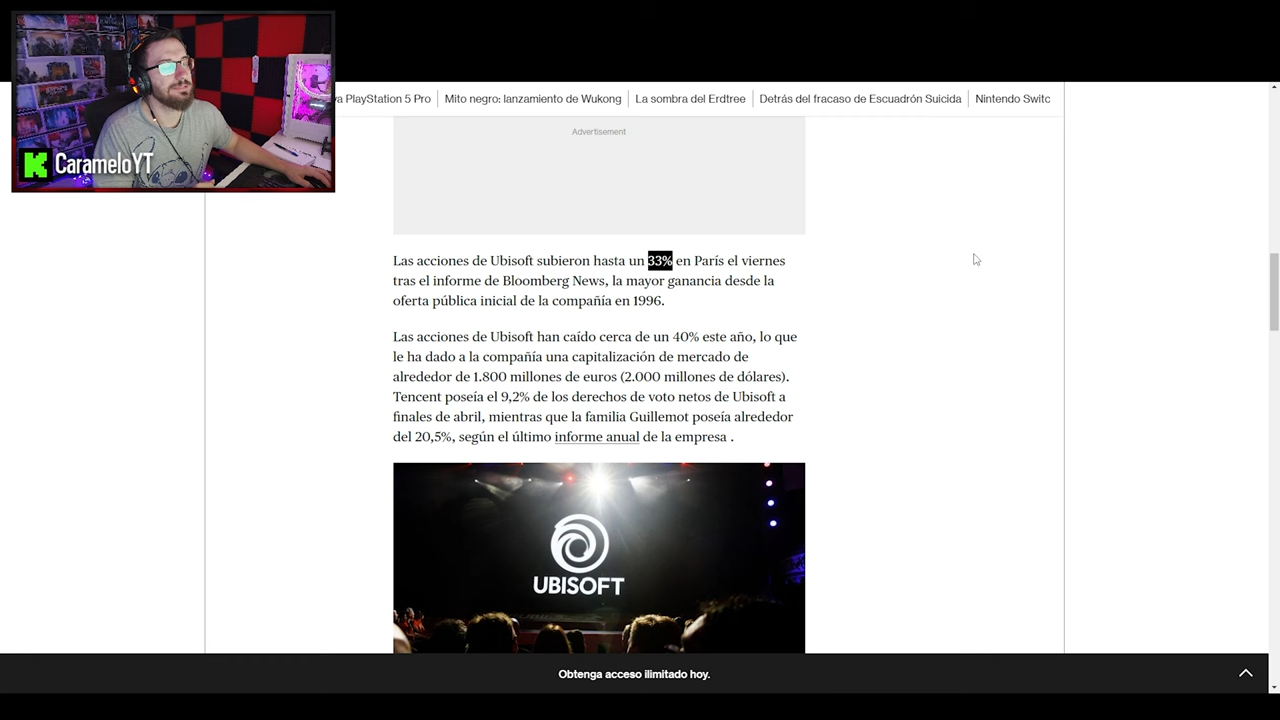 CarameloYT
va PlayStation 5 Pro
Mito negro: lanzamiento de Wukong
La sombra del Erdtree
Detrás del fracaso de Escuadrón Suicida
Nintendo Switc
Advertisement
Las acciones de Ubisoft subieron hasta un 33% en París el viernes
tras el informe de Bloomberg News, la mayor ganancia desde la
oferta pública inicial de la compañía en 1996.
Las acciones de Ubisoft han caído cerca de un 40% este año, lo que
le ha dado a la compañía una capitalización de mercado de
alrededor de 1.800 millones de euros (2.000 millones de dólares).
Tencent poseía el 9,2% de los derechos de voto netos de Ubisoft a
finales de abril, mientras que la familia Guillemot poseía alrededor
del 20,5%, según el último informe anual de la empresa .
UBISOFT
Obtenga acceso ilimitado hoy.